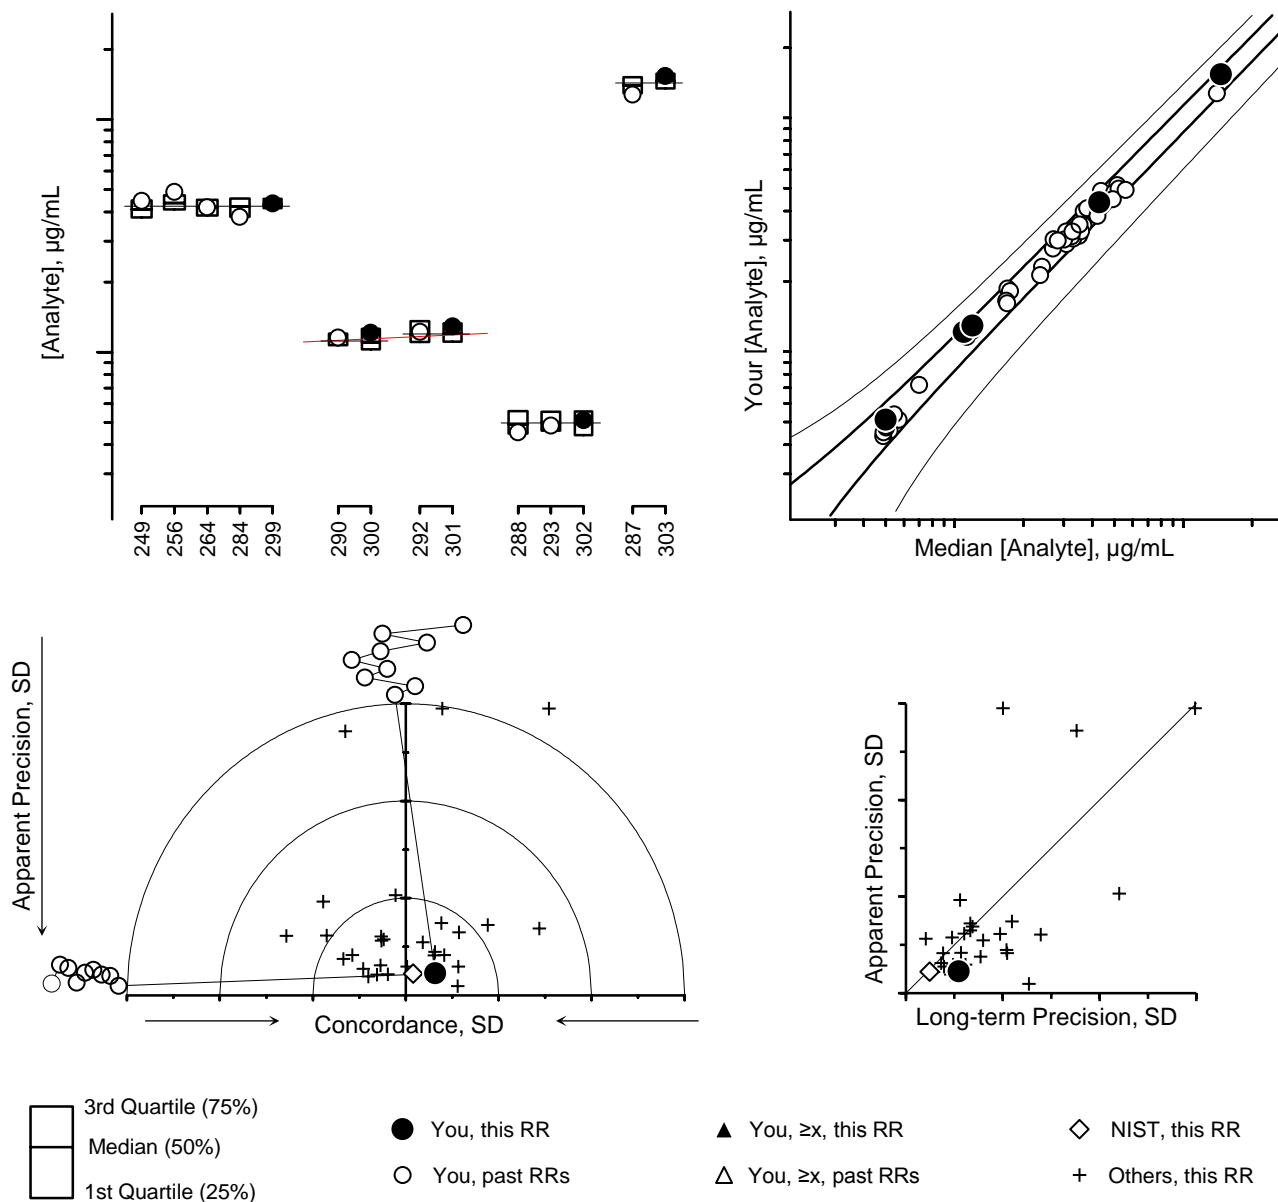 [Analyte], µg/mL
249
256
264
284
299
290
300
292
301
288
293
302
287
303
Your [Analyte], µg/mL
Median [Analyte], µg/mL
Apparent Precision, SD
Concordance, SD
Apparent Precision, SD
Long-term Precision, SD
3rd Quartile (75%)
Median (50%)
1st Quartile (25%)
You, this RR
You, past RRs
You, ≥x, this RR
You, ≥x, past RRs
NIST, this RR
Others, this RR